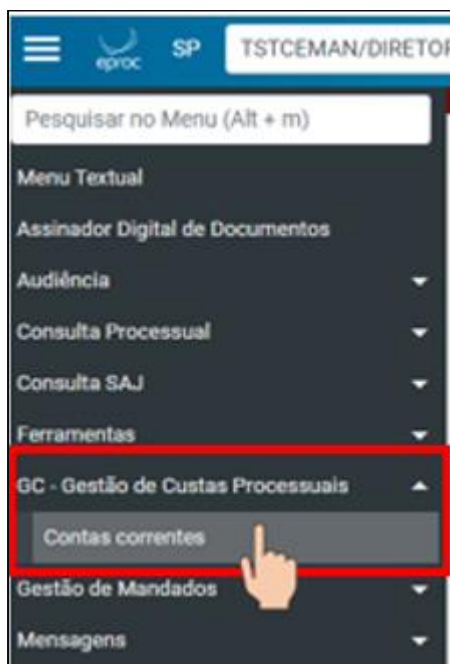 eproc
SP
TSTCEMAN/DIRETOR
Pesquisar no Menu (Alt + m)
Menu Textual
Assinador Digital de Documentos
Audiência
Consulta Processual
Consulta SAJ
Ferramentas
GC - Gestão de Custas Processuais
Contas correntes
Gestão de Mandados
Mensagens